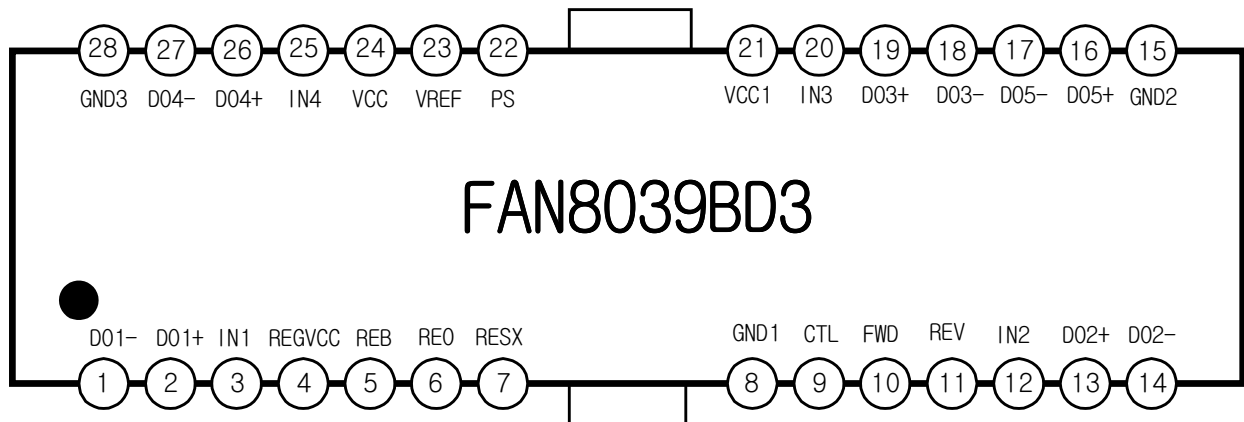 28 27 26 25 24 23 22 21 20 19 18 17 16 15
GND3 DO4- DO4+ IN4 VCC VREF PS VCC1 IN3 DO3+ DO3- DO5- DO5+ GND2
FAN8039BD3
DO1- DO1+ IN1 REGVCC REB REO RESX GND1 CTL FWD REV IN2 DO2+ DO2-
1 2 3 4 5 6 7 8 9 10 11 12 13 14